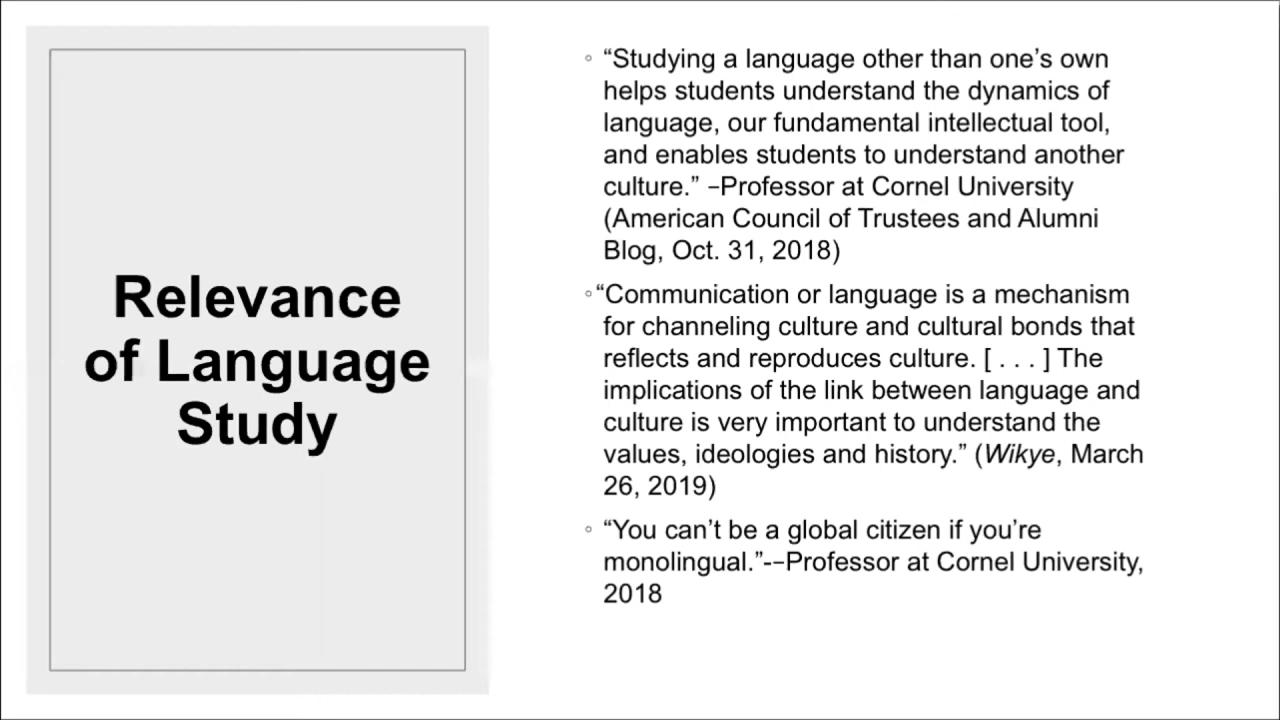 Relevance
of Language
Study
◦ “Studying a language other than one’s own
helps students understand the dynamics of
language, our fundamental intellectual tool,
and enables students to understand another
culture.” –Professor at Cornel University
(American Council of Trustees and Alumni
Blog, Oct. 31, 2018)
◦“Communication or language is a mechanism
for channeling culture and cultural bonds that
reflects and reproduces culture. [ . . . ] The
implications of the link between language and
culture is very important to understand the
values, ideologies and history.” (Wikye, March
26, 2019)
◦ “You can’t be a global citizen if you’re
monolingual.”-–Professor at Cornel University,
2018